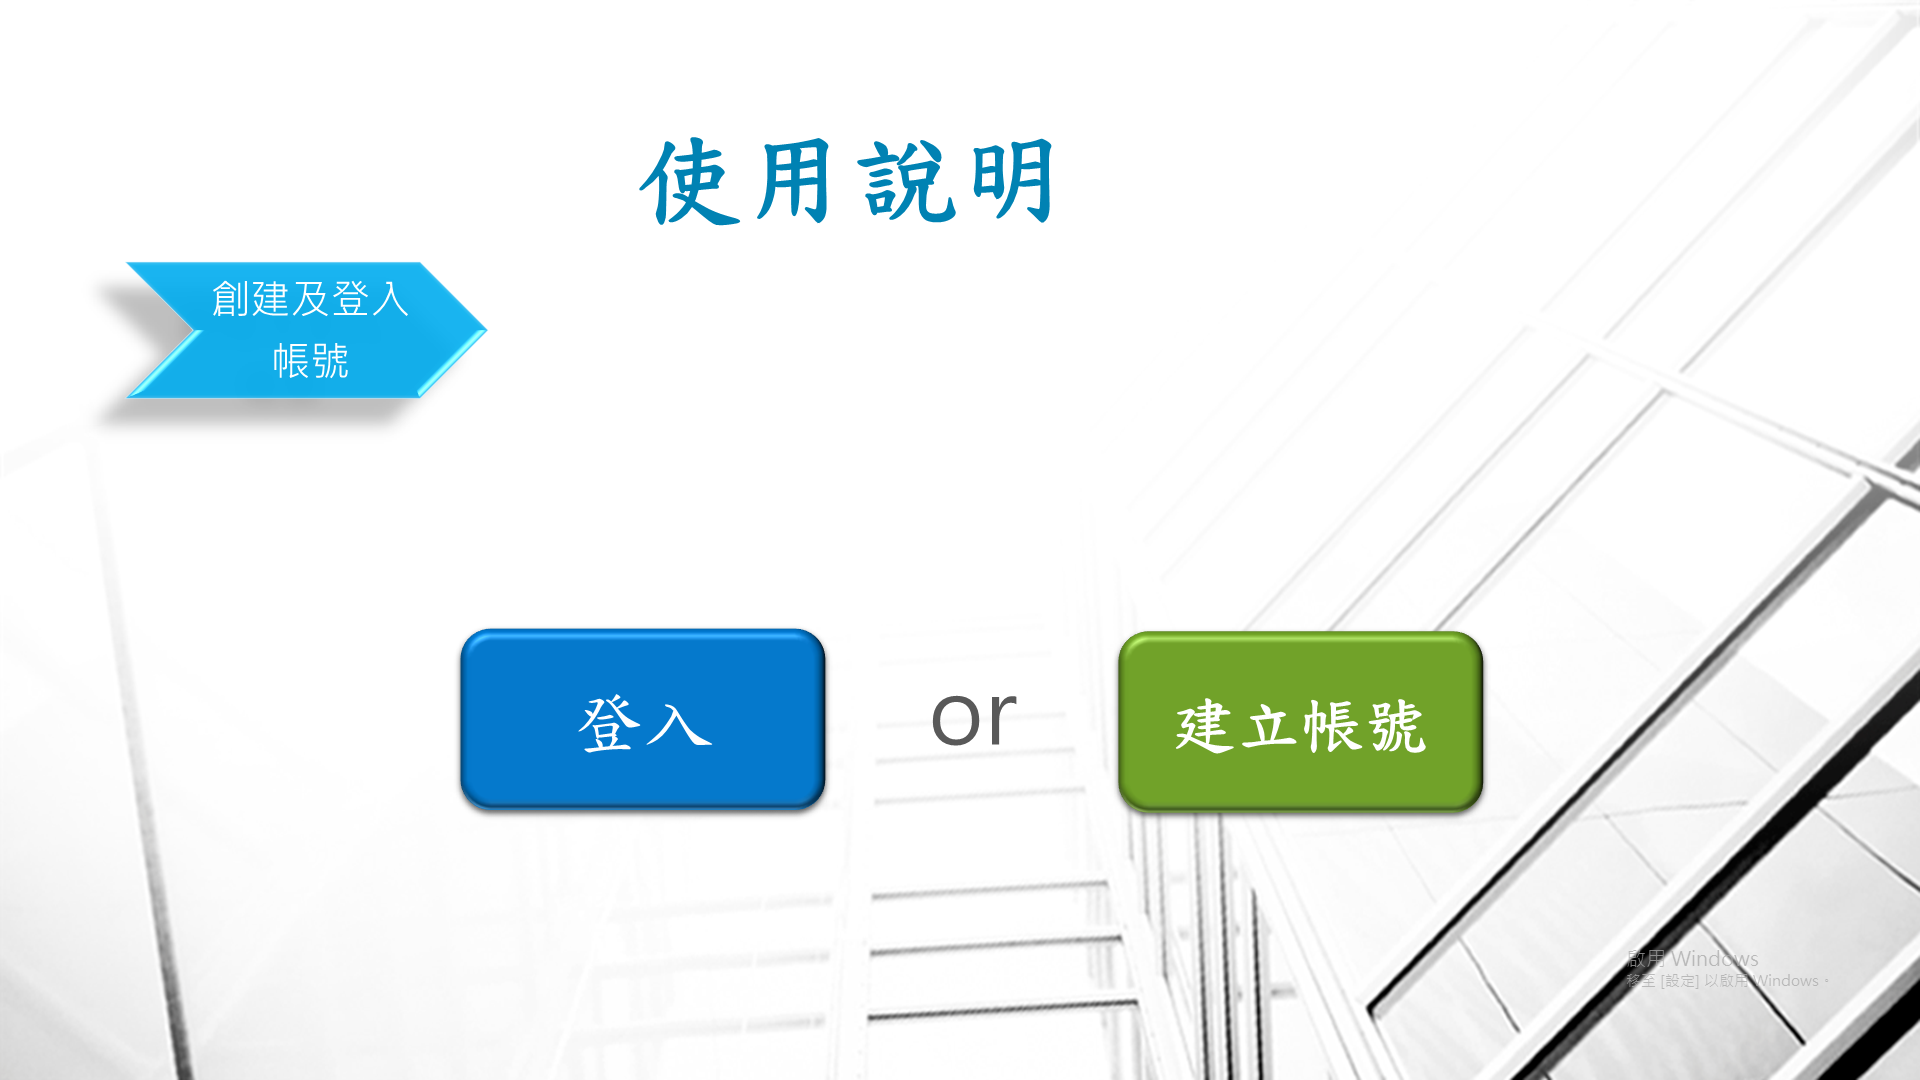 使用說明
創建及登入
帳號
登入
or
建立帳號
啟用 Windows
移至 [設定] 以啟用 Windows。